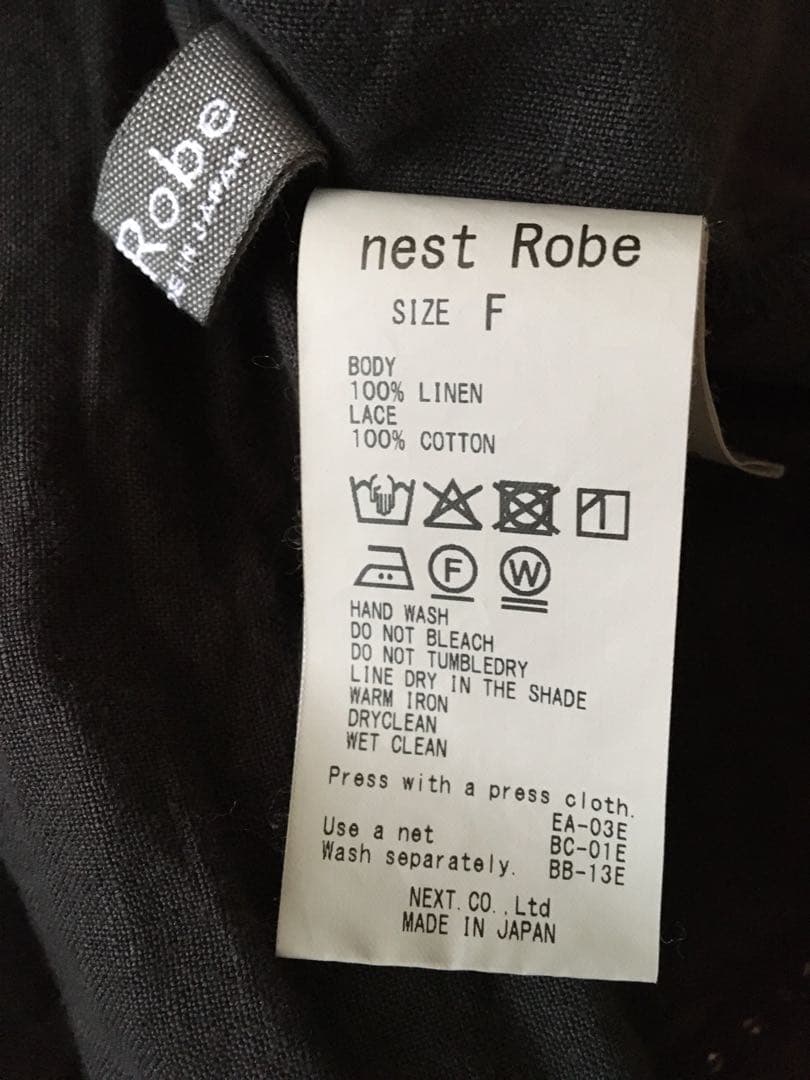 Robe
IN JAPAN
nest Robe
SIZE F
BODY
100% LINEN
LACE
100% COTTON
F W
HAND WASH
DO NOT BLEACH
DO NOT TUMBLEDRY
LINE DRY IN THE SHADE
WARM IRON
DRYCLEAN
WET CLEAN
Press with a press cloth.
EA-03E
Use a net BC-01E
Wash separately. BB-13E
NEXT. CO., Ltd
MADE IN JAPAN